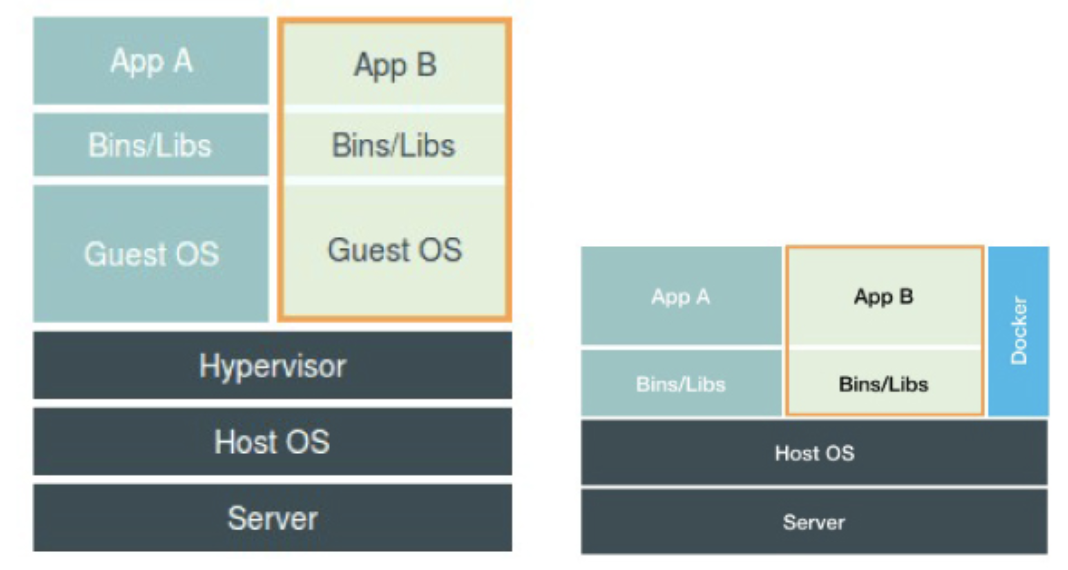 App A
App B
Bins/Libs
Bins/Libs
Guest OS
Guest OS
Hypervisor
Host OS
Server
App A
App B
Docker
Bins/Libs
Bins/Libs
Host OS
Server